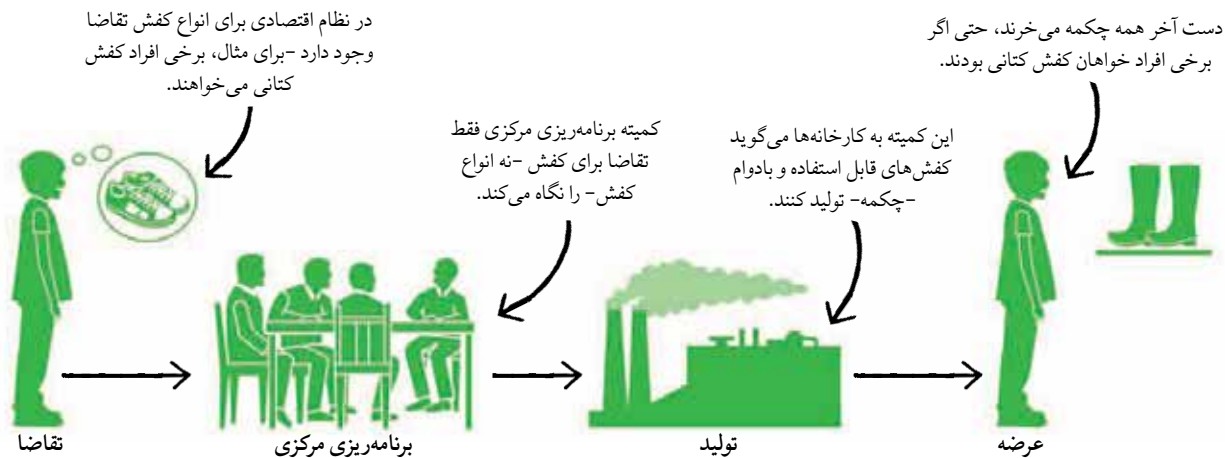 در نظام اقتصادی برای انواع کفش تقاضا
وجود دارد -برای مثال، برخی افراد کفش
کتانی می‌خواهند.
کمیته برنامه‌ریزی مرکزی فقط
تقاضا برای کفش -نه انواع
کفش- را نگاه می‌کند.
این کمیته به کارخانه‌ها می‌گوید
کفش‌های قابل استفاده و بادوام
-چکمه- تولید کنند.
دست آخر همه چکمه می‌خرند، حتی اگر
برخی افراد خواهان کفش کتانی بودند.
تقاضا
برنامه‌ریزی مرکزی
تولید
عرضه